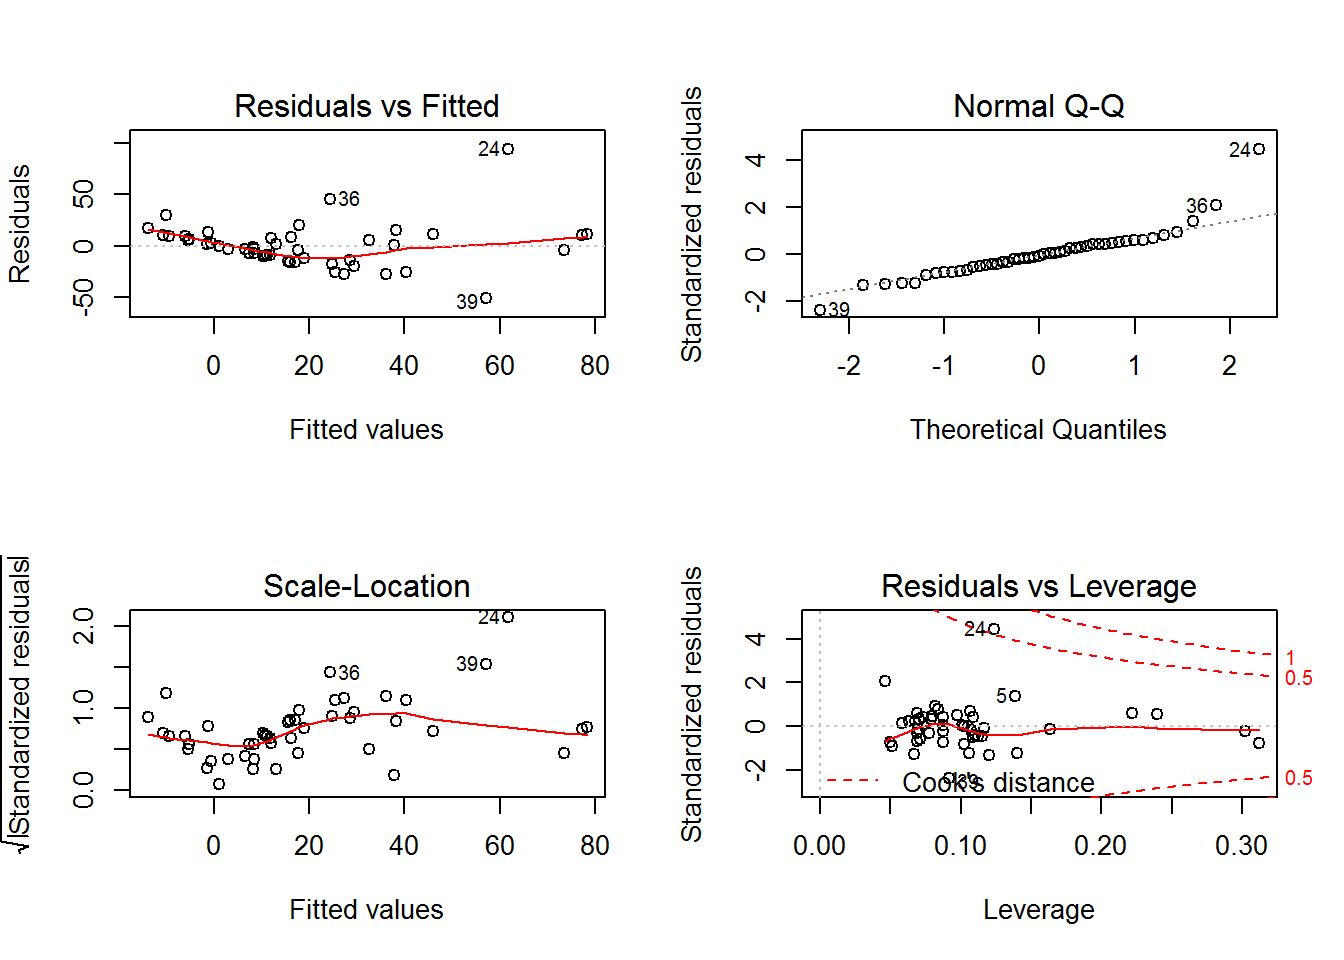 Residuals vs Fitted
Residuals
50
0
-50
24
36
39
0 20 40 60 80
Fitted values
Normal Q-Q
Standardized residuals
4
2
0
-2
24
36
39
-2 -1 0 1 2
Theoretical Quantiles
Scale-Location
√|Standardized residuals|
2.0
1.0
0.0
24
39
36
0 20 40 60 80
Fitted values
Residuals vs Leverage
Standardized residuals
4
2
0
-2
24
5
39
Cook's distance
1
0.5
0.5
0.00 0.10 0.20 0.30
Leverage